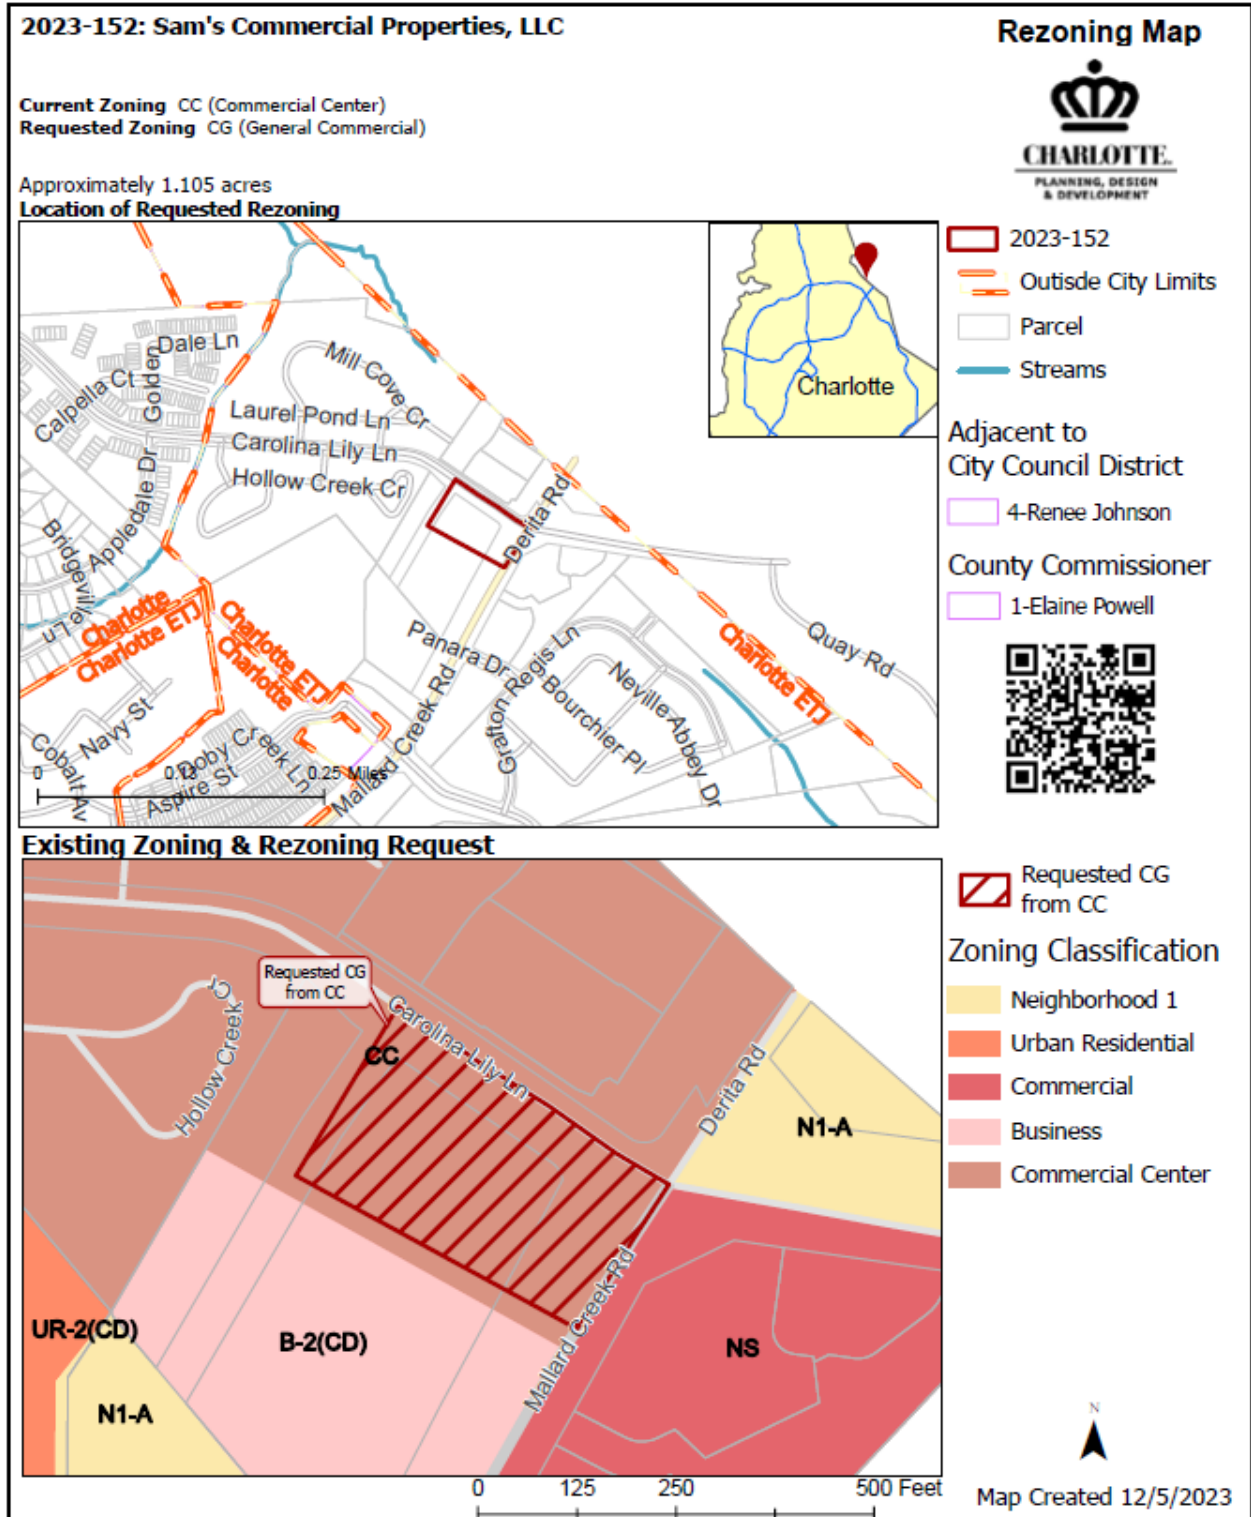 2023-152: Sam's Commercial Properties, LLC
Rezoning Map
Current Zoning CC (Commercial Center)
Requested Zoning CG (General Commercial)
Approximately 1.105 acres
Location of Requested Rezoning
CHARLOTTE.
PLANNING, DESIGN
& DEVELOPMENT
2023-152
Outisde City Limits
Parcel
Streams
Adjacent to
City Council District
4-Renee Johnson
County Commissioner
1-Elaine Powell
Charlotte
Dale Ln
Golden
Calpella Ct
Mill Cove Cr
Laurel Pond Ln
Carolina Lily Ln
Hollow Creek Cr
Appledale Dr
Bridgeville Ln
Derita Rd
Charlotte
Charlotte ETJ
Charlotte ETJ
Charlotte
Charlotte ETJ
Quay Rd
Panara Dr
Grafton Regis Ln
Bourchier Pl
Neville Abbey Dr
Mallard Creek Rd
Navy St
Cobalt Av
Doby Creek Ln
Aspire St
0 0.13 0.25 Miles
Existing Zoning & Rezoning Request
Requested CG
from CC
Zoning Classification
Neighborhood 1
Urban Residential
Commercial
Business
Commercial Center
Requested CG
from CC
CC
Carolina Lily Ln
Hollow Creek Cr
Derita Rd
N1-A
Mallard Creek Rd
UR-2(CD)
B-2(CD)
NS
N1-A
N
0 125 250 500 Feet
Map Created 12/5/2023